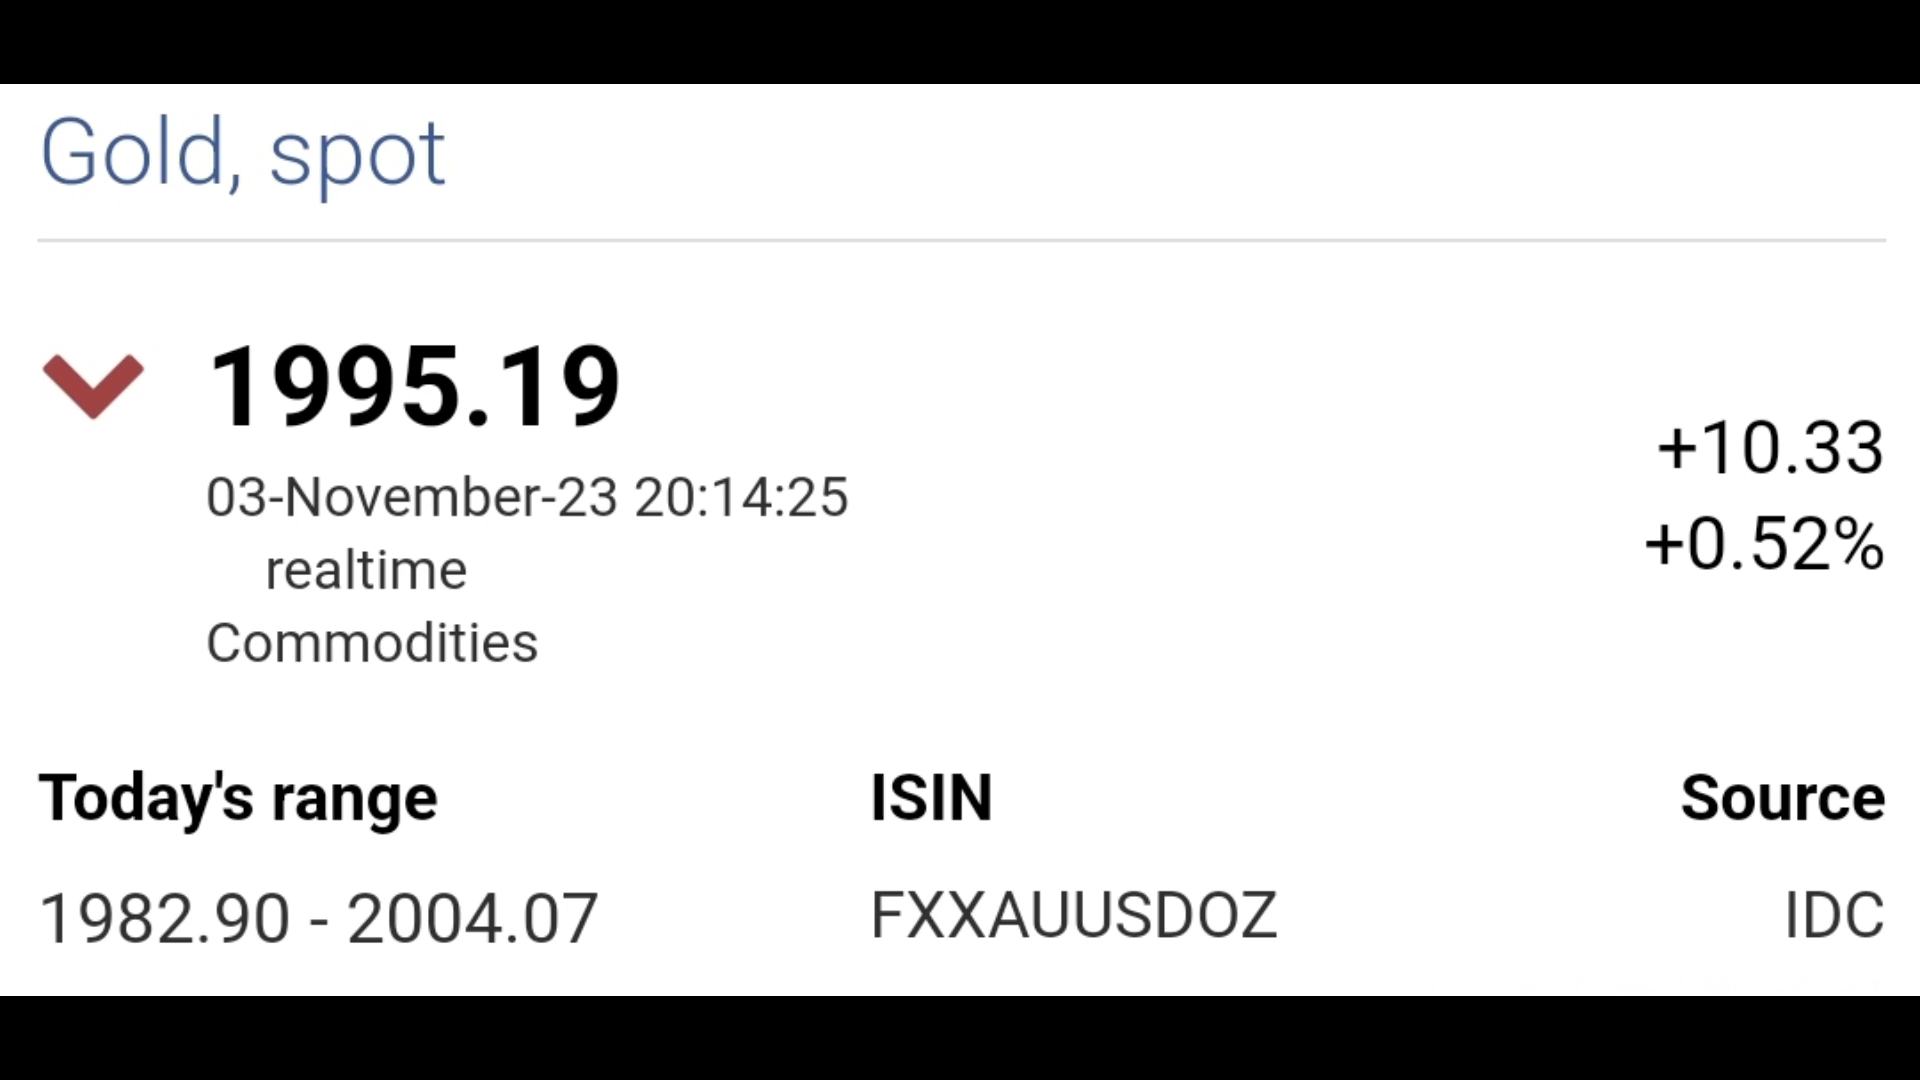 Gold, spot
1995.19
03-November-23 20:14:25
realtime
Commodities
+10.33
+0.52%
Today's range
ISIN
Source
1982.90 - 2004.07
FXXAUUSDOZ
IDC